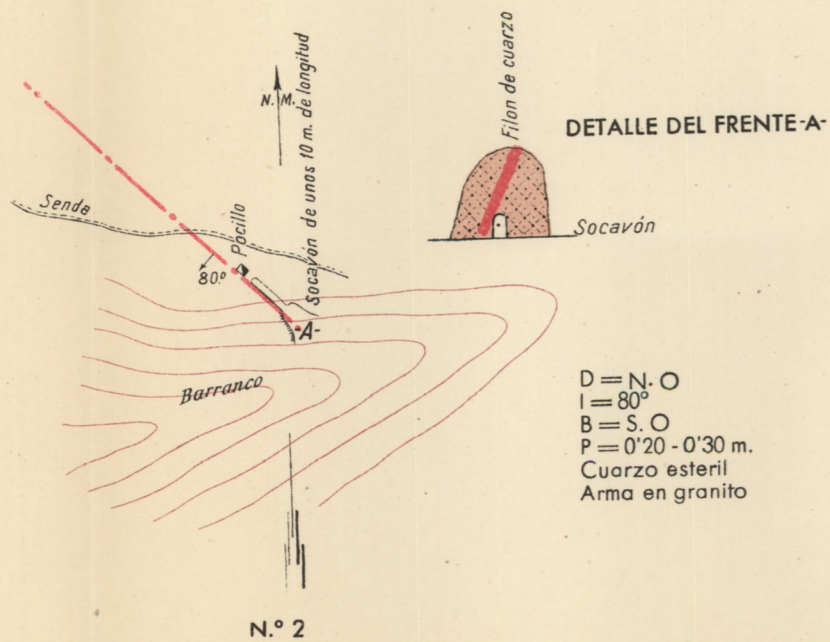 N. M.
Socavón de unos 10 m. de longitud
Senda
Pocillo
80º
-A-
Barranco
Filon de cuarzo
DETALLE DEL FRENTE-A-
Socavón
D = N. O
I = 80°
B = S. O
P = 0'20 - 0'30 m.
Cuarzo esteril
Arma en granito
N.º 2